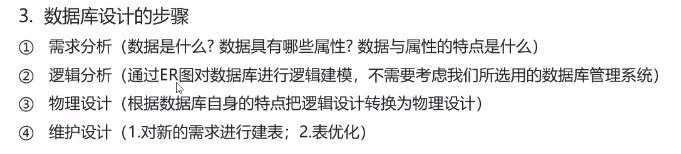 3. 数据库设计的步骤
① 需求分析（数据是什么? 数据具有哪些属性? 数据与属性的特点是什么）
② 逻辑分析（通过ER图对数据库进行逻辑建模，不需要考虑我们所选用的数据库管理系统）
③ 物理设计（根据数据库自身的特点把逻辑设计转换为物理设计）
④ 维护设计（1.对新的需求进行建表；2.表优化）